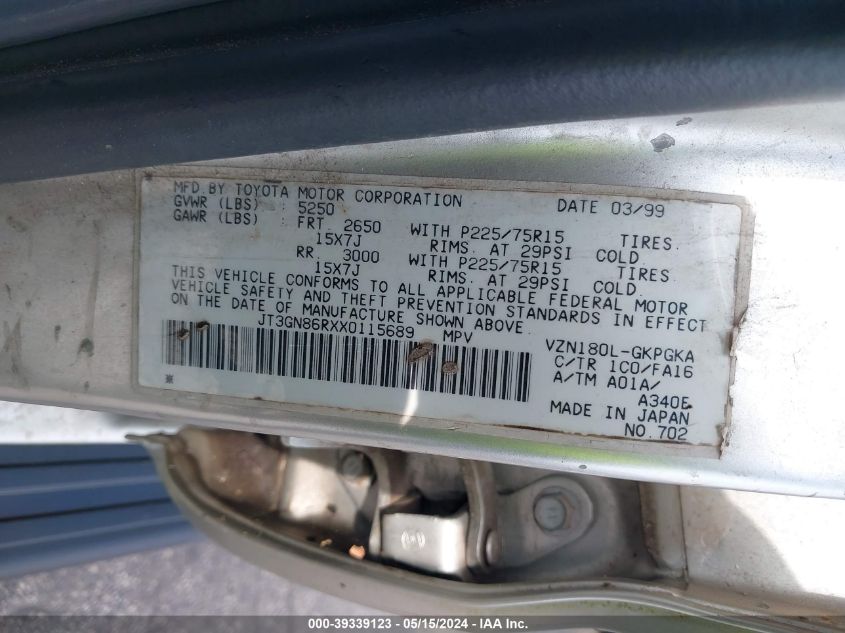 MFD. BY TOYOTA MOTOR CORPORATION DATE 03/99
GVWR (LBS) : 5250
GAWR (LBS) : FRT. 2650 WITH P225/75R15 TIRES.
15X7J RIMS. AT 29PSI COLD.
RR. 3000 WITH P225/75R15 TIRES.
15X7J RIMS. AT 29PSI COLD.
THIS VEHICLE CONFORMS TO ALL APPLICABLE FEDERAL MOTOR
VEHICLE SAFETY AND THEFT PREVENTION STANDARDS IN EFFECT
ON THE DATE OF MANUFACTURE SHOWN ABOVE.
JT3GN86RXX0115689 MPV
VZN180L-GKPGKA
C/TR 1C0/FA16
A/TM A01A/
A340F
MADE IN JAPAN
NO.702
000-39339123 - 05/15/2024 - © IAA, Inc.